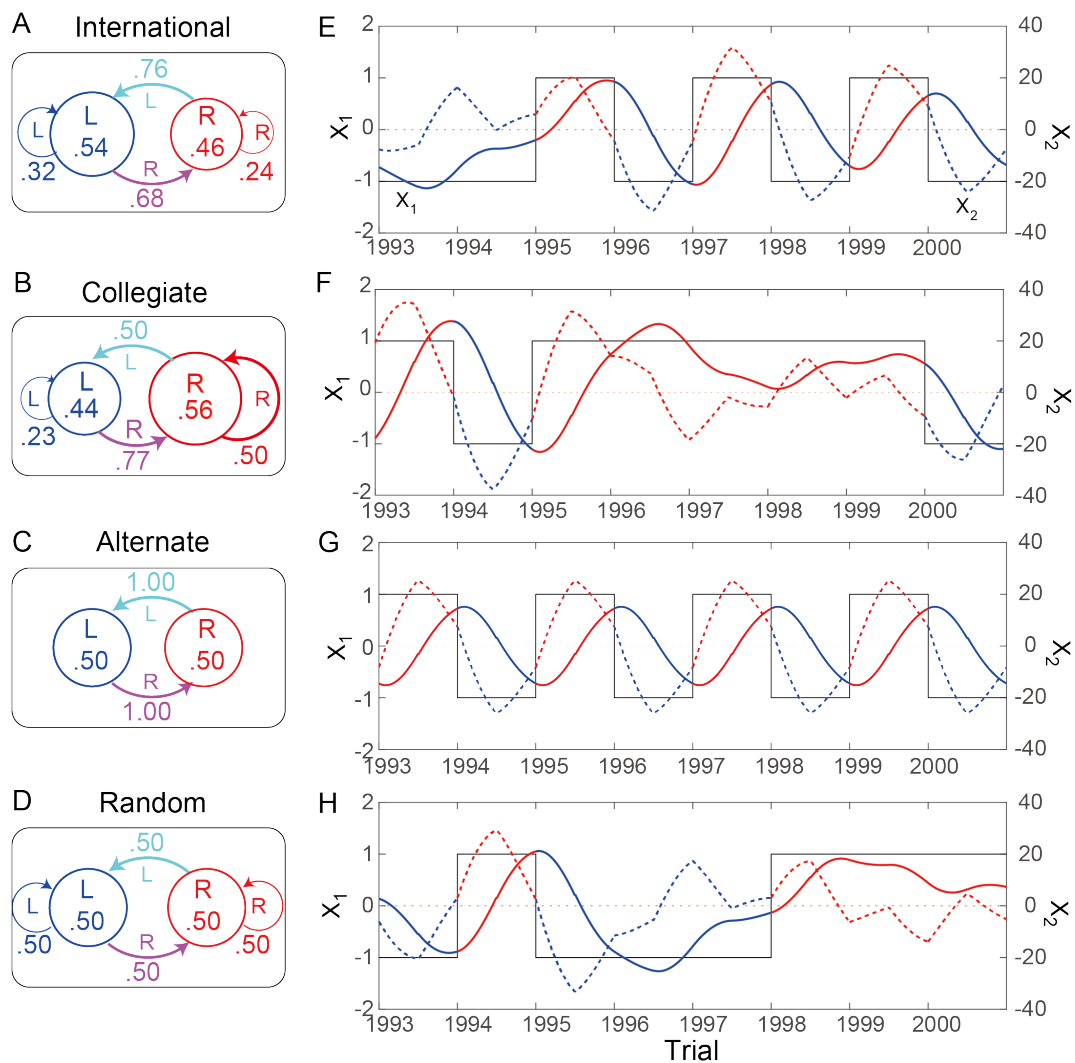 A International
.76
L
L .54
R .46
L
R
.32
R
.68
.24
E
2
1
0
-1
-2
X1
40
20
0
-20
-40
X2
X1
X2
1993 1994 1995 1996 1997 1998 1999 2000
B Collegiate
.50
L
L .44
R .56
L
R
.23
R
.77
.50
F
2
1
0
-1
-2
X1
40
20
0
-20
-40
X2
1993 1994 1995 1996 1997 1998 1999 2000
C Alternate
1.00
L
L .50
R .50
R
1.00
G
2
1
0
-1
-2
X1
40
20
0
-20
-40
X2
1993 1994 1995 1996 1997 1998 1999 2000
D Random
.50
L
L .50
R .50
L
R
.50
R
.50
.50
H
2
1
0
-1
-2
X1
40
20
0
-20
-40
X2
1993 1994 1995 1996 1997 1998 1999 2000
Trial